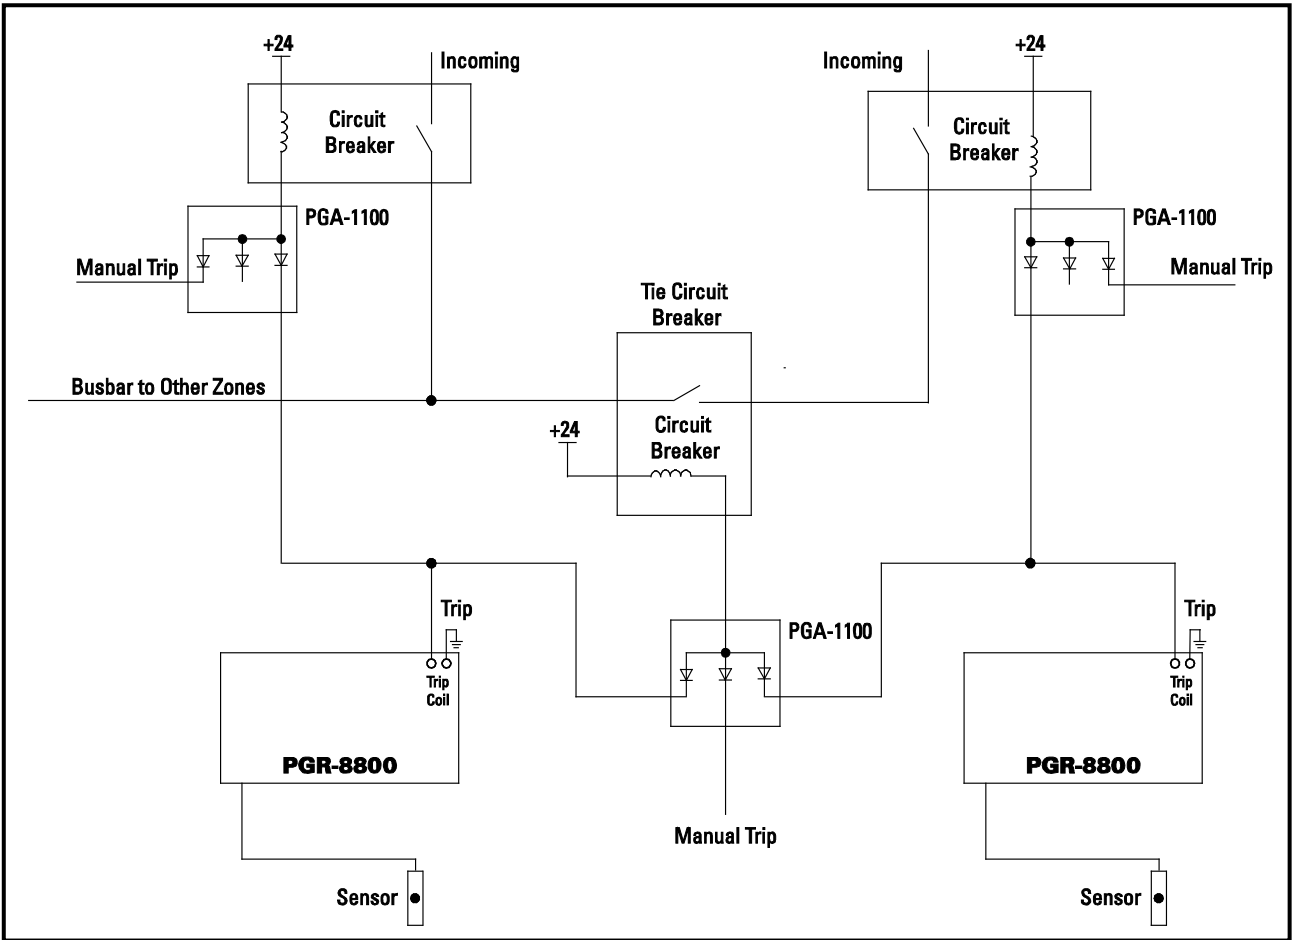 +24
Incoming
Incoming
+24
Circuit
Breaker
Circuit
Breaker
PGA-1100
PGA-1100
Manual Trip
Manual Trip
Tie Circuit
Breaker
Busbar to Other Zones
+24
Circuit
Breaker
Trip
Trip
PGA-1100
Trip
Coil
Trip
Coil
PGR-8800
PGR-8800
Manual Trip
Sensor
Sensor